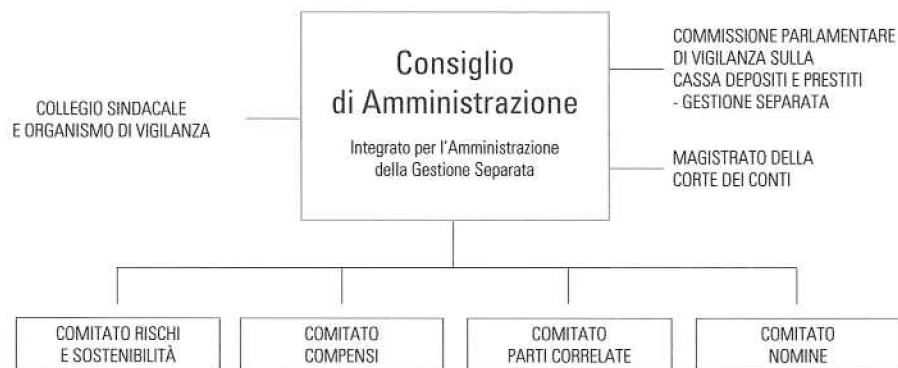 COLLEGIO SINDACALE
E ORGANISMO DI VIGILANZA
Consiglio
di Amministrazione
Integrato per l'Amministrazione
della Gestione Separata
COMMISSIONE PARLAMENTARE
DI VIGILANZA SULLA
CASSA DEPOSITI E PRESTITI
- GESTIONE SEPARATA
MAGISTRATO DELLA
CORTE DEI CONTI
COMITATO RISCHI
E SOSTENIBILITÀ
COMITATO
COMPENSI
COMITATO
PARTI CORRELATE
COMITATO
NOMINE